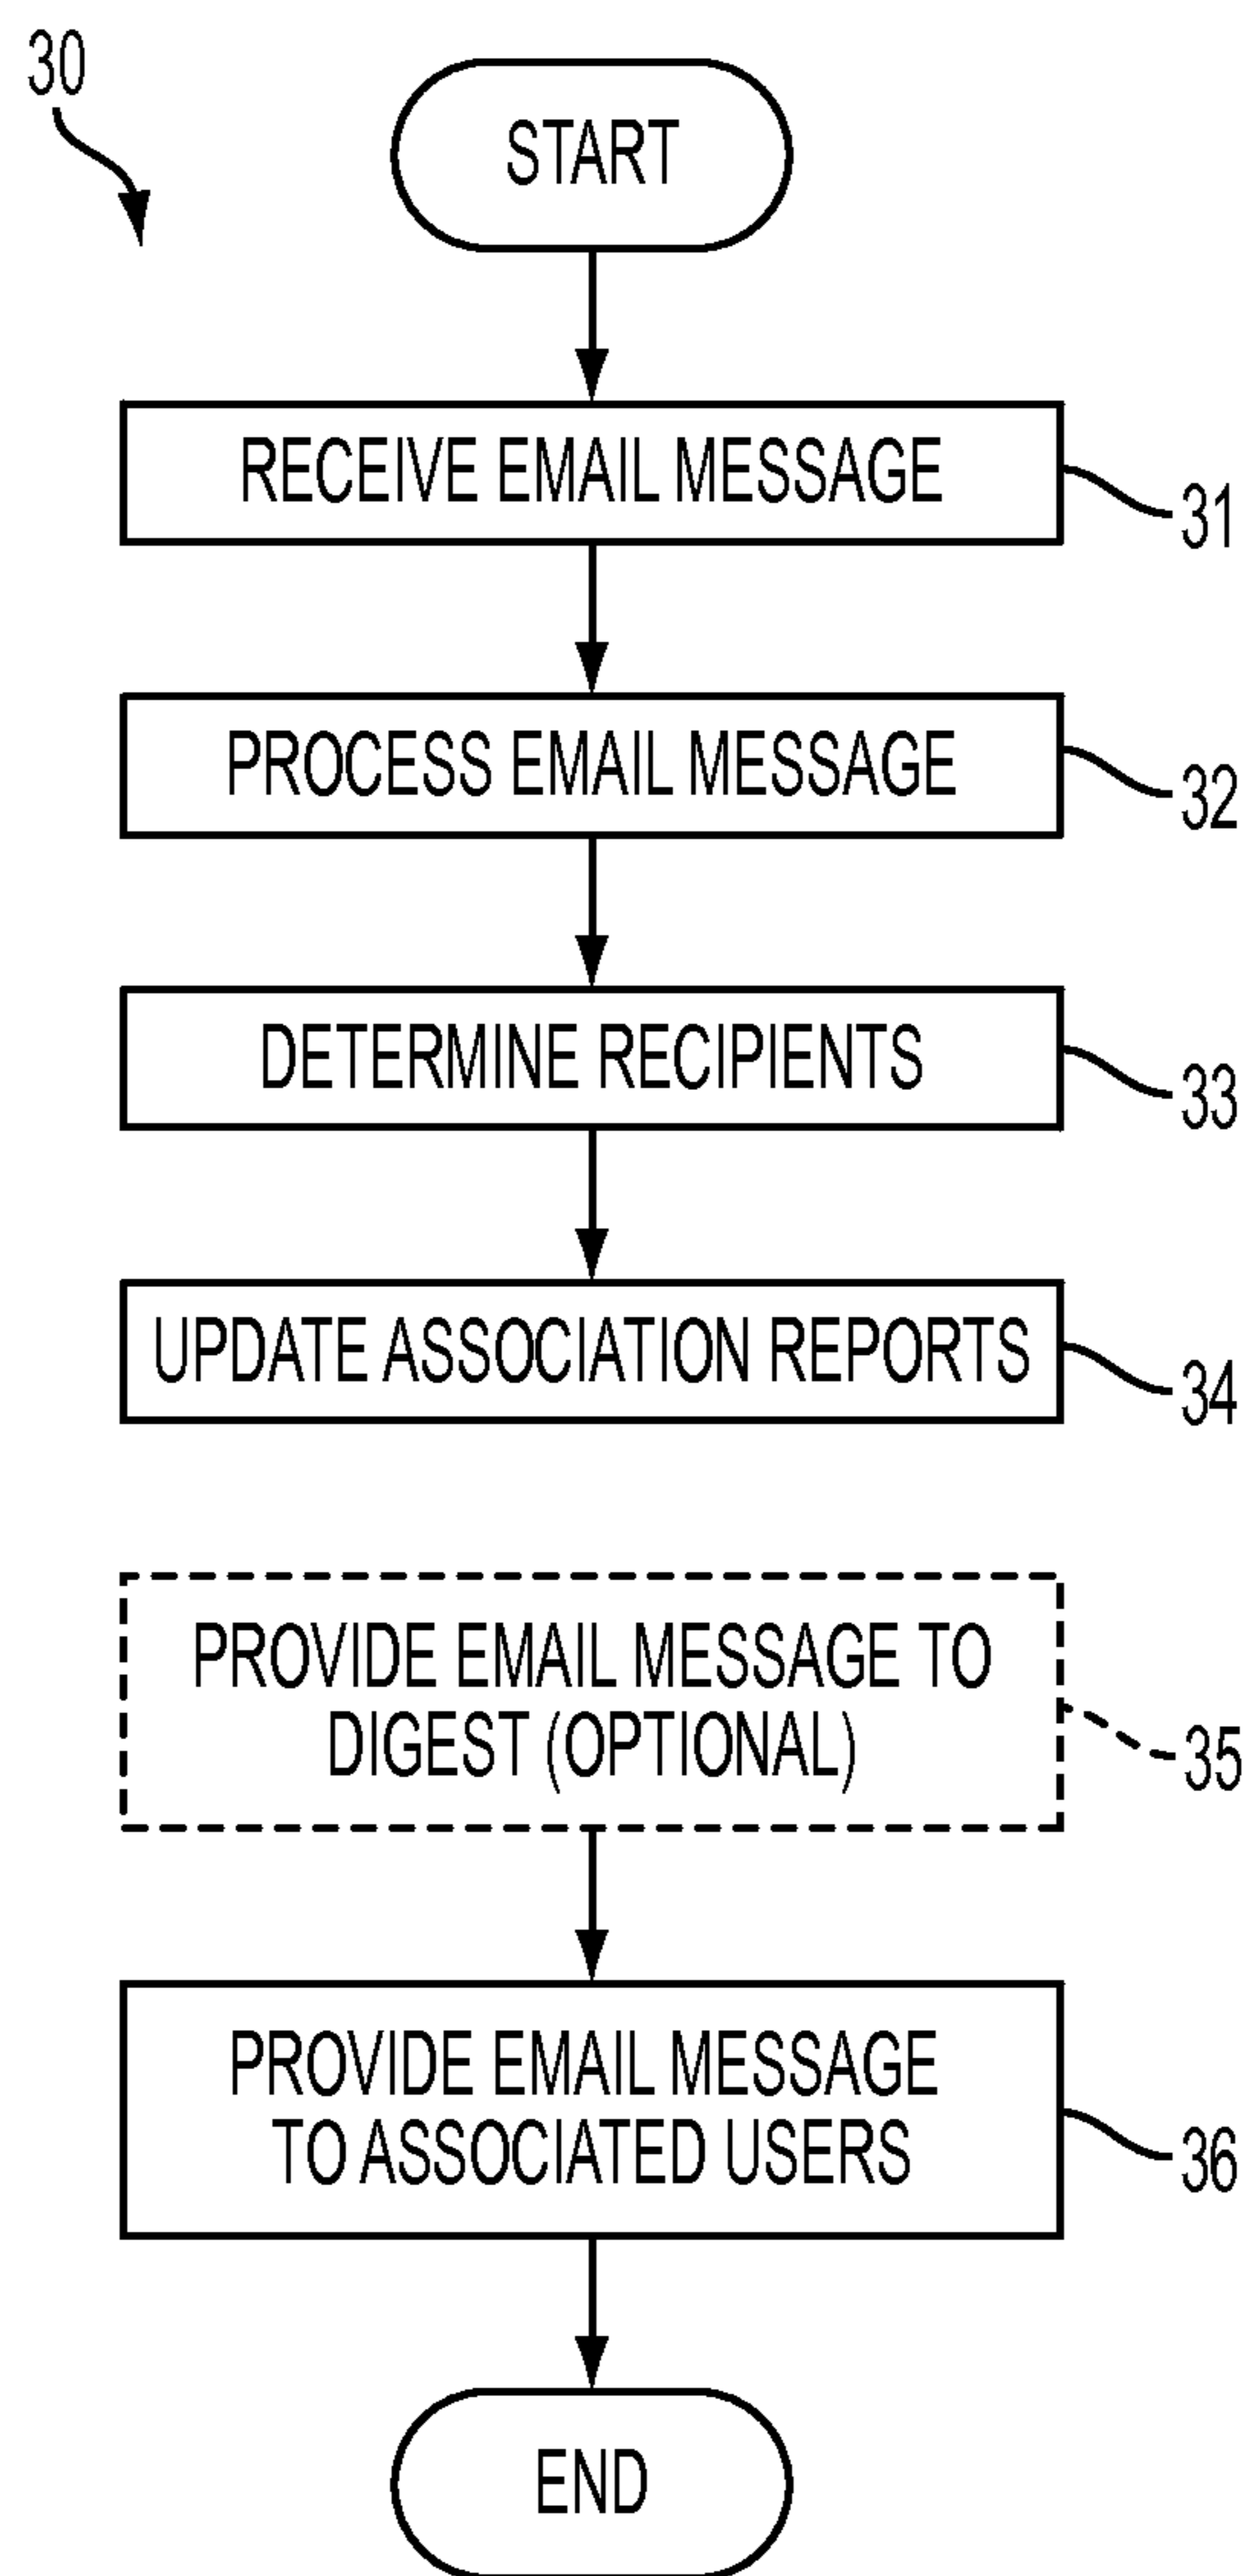 30
START
RECEIVE EMAIL MESSAGE
31
PROCESS EMAIL MESSAGE
32
DETERMINE RECIPIENTS
33
UPDATE ASSOCIATION REPORTS
34
PROVIDE EMAIL MESSAGE TO
DIGEST (OPTIONAL)
35
PROVIDE EMAIL MESSAGE
TO ASSOCIATED USERS
36
END